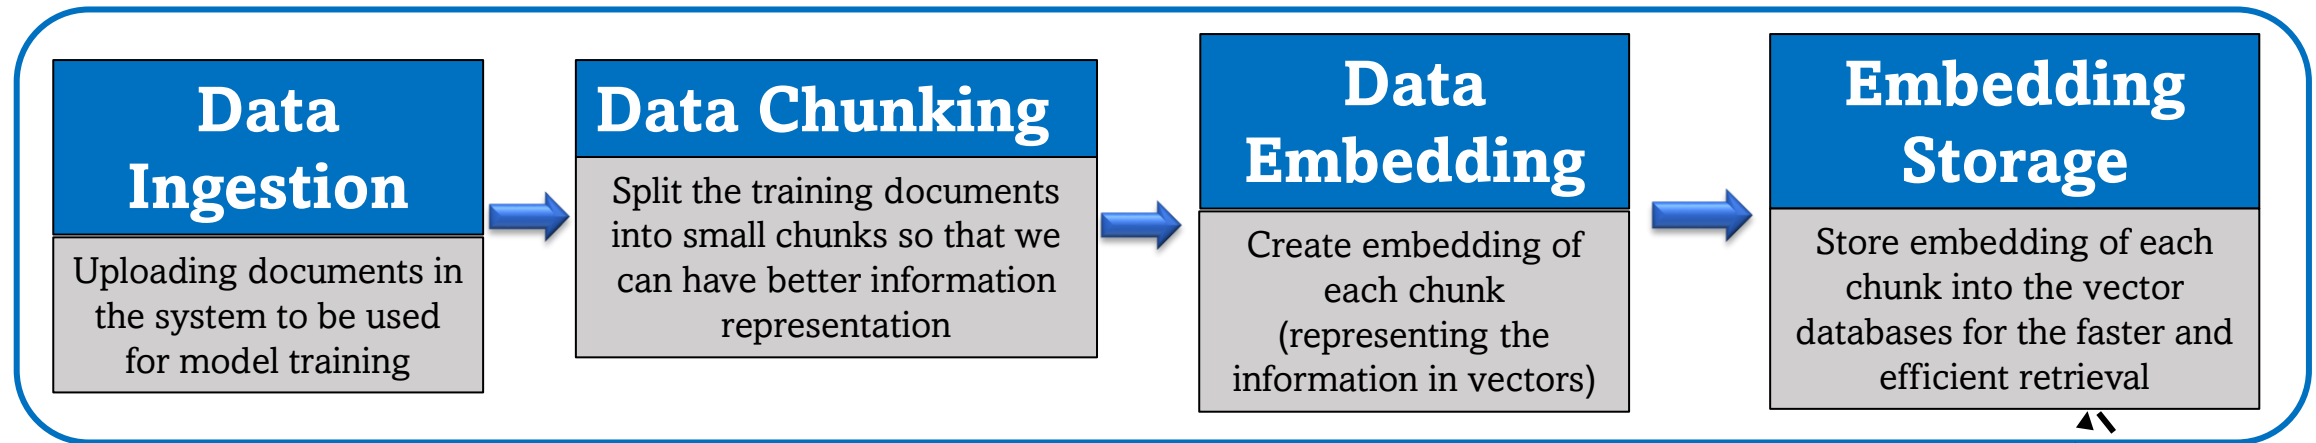 Data
Ingestion
Uploading documents in
the system to be used
for model training
Data Chunking
Split the training documents
into small chunks so that we
can have better information
representation
Data
Embedding
Create embedding of
each chunk
(representing the
information in vectors)
Embedding
Storage
Store embedding of each
chunk into the vector
databases for the faster and
efficient retrieval